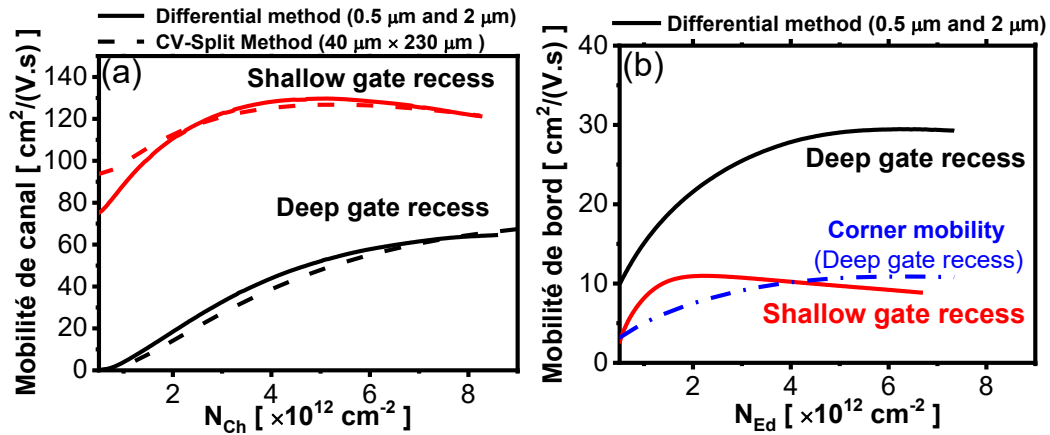 Differential method (0.5 µm and 2 µm)
CV-Split Method (40 µm × 230 µm )
(a)
Shallow gate recess
Deep gate recess
Mobilité de canal [ cm²/(V.s) ]
140
120
100
80
60
40
20
0
2 4 6 8
N_Ch [ ×10¹² cm⁻² ]
Differential method (0.5 µm and 2 µm)
(b)
Deep gate recess
Corner mobility
(Deep gate recess)
Shallow gate recess
Mobilité de bord [ cm²/(V.s) ]
40
30
20
10
0
2 4 6 8
N_Ed [ ×10¹² cm⁻² ]